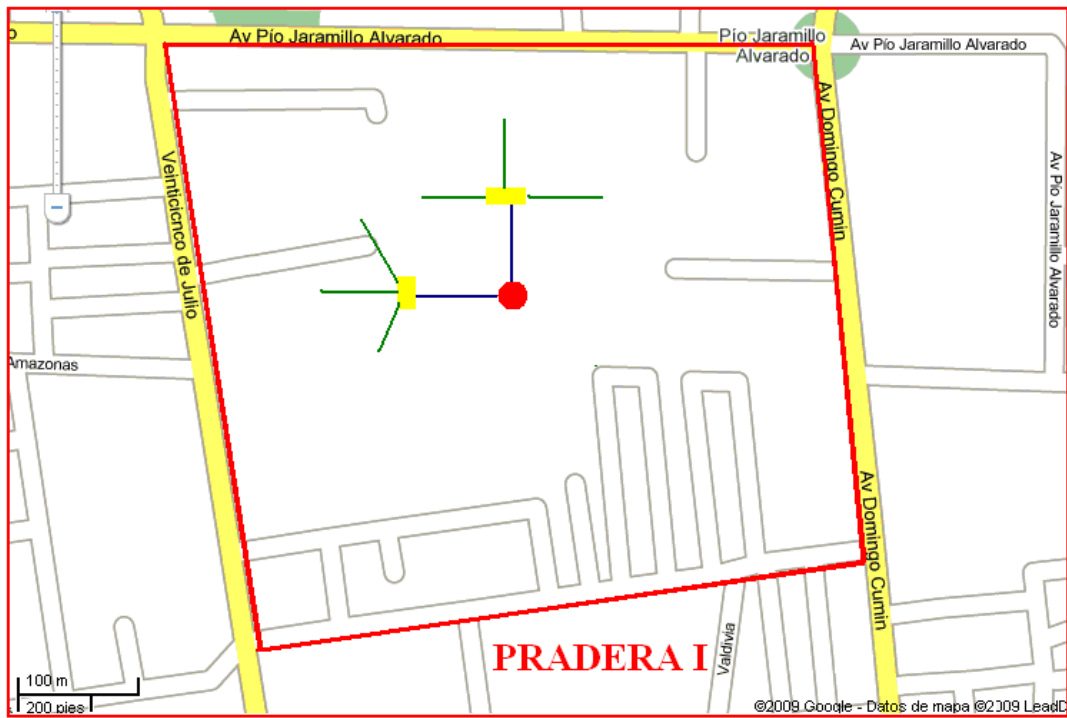 o
Av Pío Jaramillo Alvarado
Pío Jaramillo
Alvarado
Av Pío Jaramillo Alvarado
Av Domingo Cumin
Av Pío Jaramillo Alvarado
Veinticicnco de Julio
Amazonas
Av Domingo Cumin
PRADERA I
Valdivia
100 m
200 pies
©2009 Google - Datos de mapa ©2009 LeadD